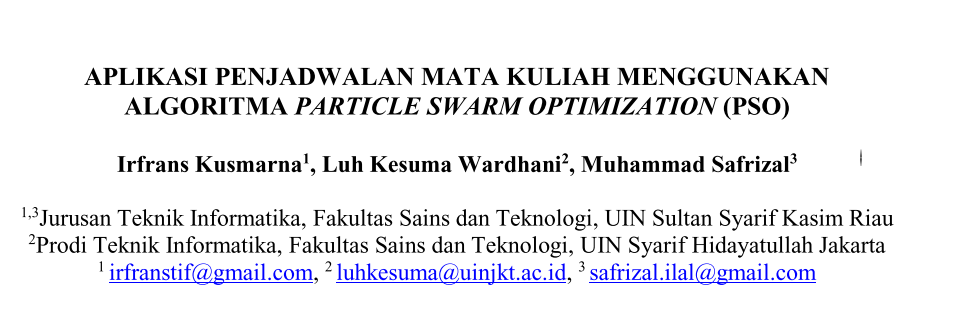 APLIKASI PENJADWALAN MATA KULIAH MENGGUNAKAN
ALGORITMA PARTICLE SWARM OPTIMIZATION (PSO)
Irfrans Kusmarna¹, Luh Kesuma Wardhani², Muhammad Safrizal³
¹,³Jurusan Teknik Informatika, Fakultas Sains dan Teknologi, UIN Sultan Syarif Kasim Riau
²Prodi Teknik Informatika, Fakultas Sains dan Teknologi, UIN Syarif Hidayatullah Jakarta
¹ irfranstif@gmail.com, ² luhkesuma@uinjkt.ac.id, ³ safrizal.ilal@gmail.com